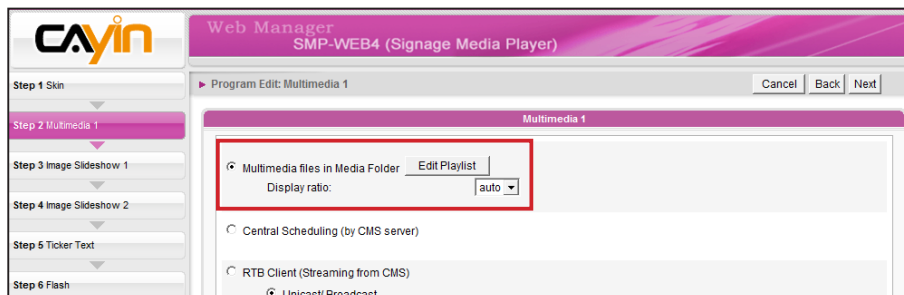 CAYIN
Web Manager
SMP-WEB4 (Signage Media Player)
Step 1 Skin
Step 2 Multimedia 1
Step 3 Image Slideshow 1
Step 4 Image Slideshow 2
Step 5 Ticker Text
Step 6 Flash
Program Edit: Multimedia 1
Cancel Back Next
Multimedia 1
Multimedia files in Media Folder Edit Playlist
Display ratio: auto
Central Scheduling (by CMS server)
RTB Client (Streaming from CMS)
Unicast/ Broadcast